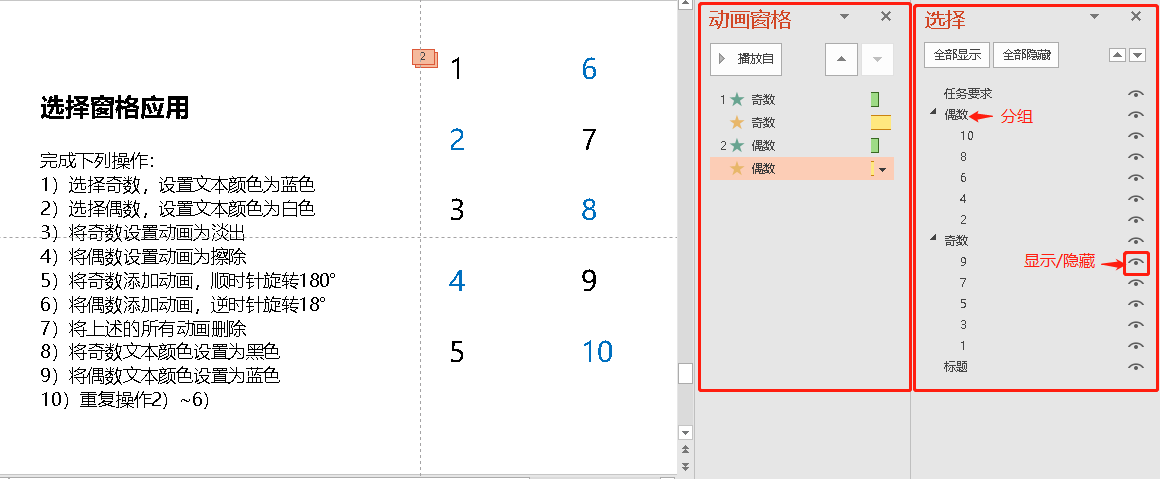 选择窗格应用
完成下列操作：
1）选择奇数，设置文本颜色为蓝色
2）选择偶数，设置文本颜色为白色
3）将奇数设置动画为淡出
4）将偶数设置动画为擦除
5）将奇数添加动画，顺时针旋转180°
6）将偶数添加动画，逆时针旋转18°
7）将上述的所有动画删除
8）将奇数文本颜色设置为黑色
9）将偶数文本颜色设置为蓝色
10）重复操作2）~6）
2
1 6
2 7
3 8
4 9
5 10
动画窗格
播放自
1 奇数
奇数
2 偶数
偶数
选择
全部显示 全部隐藏
任务要求
偶数 分组
10
8
6
4
2
奇数
9 显示/隐藏
7
5
3
1
标题